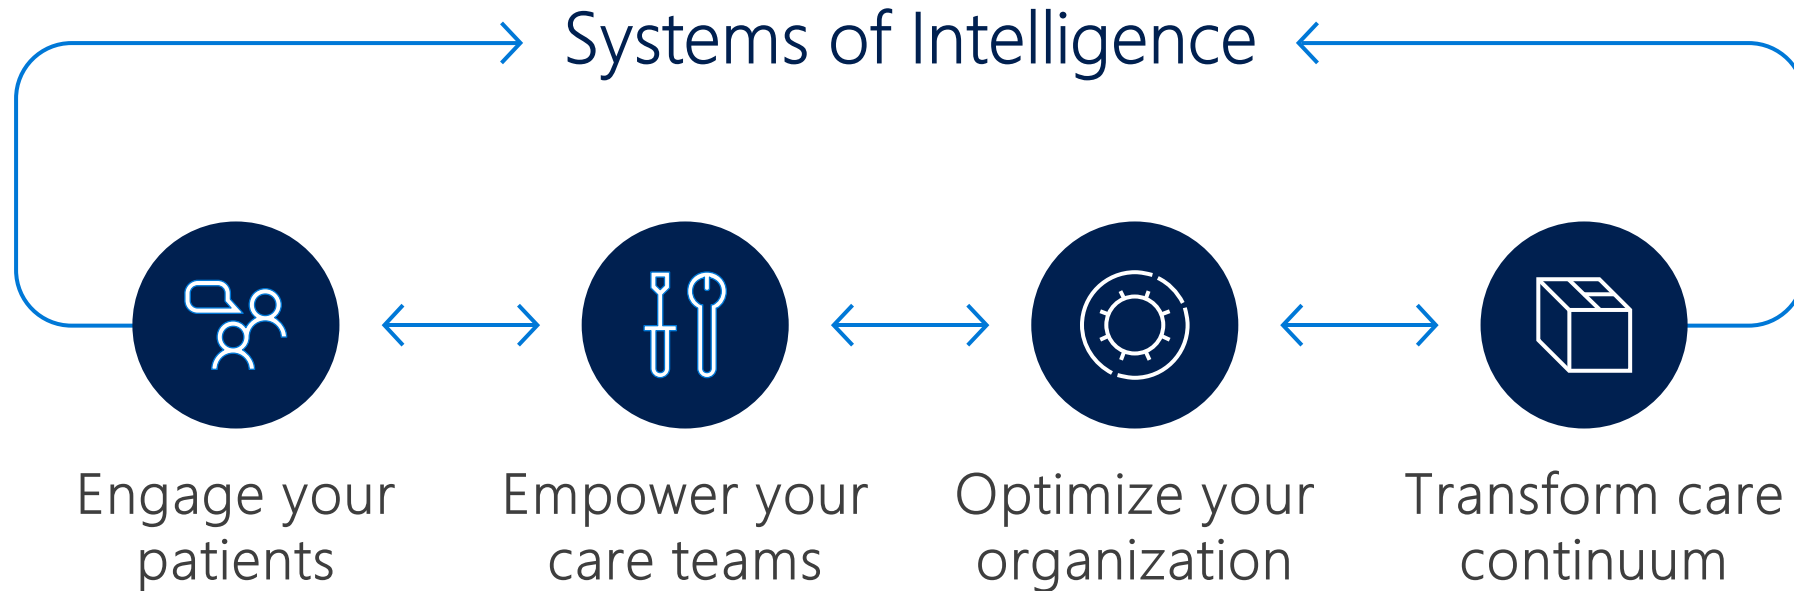 Systems of Intelligence
Engage your
patients
Empower your
care teams
Optimize your
organization
Transform care
continuum